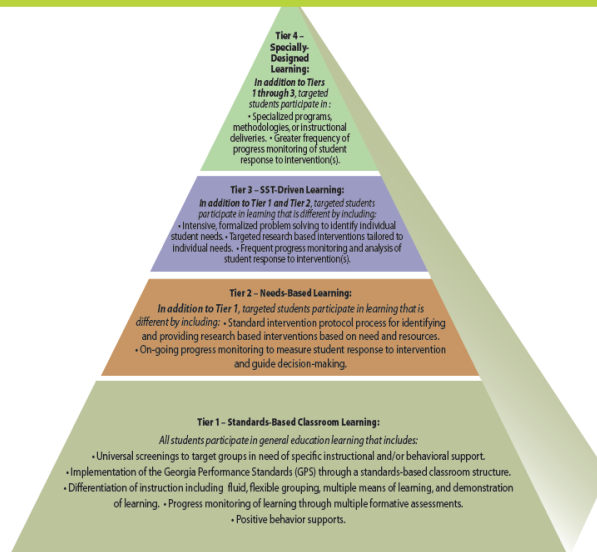 Tier 4 –
Specially-
Designed
Learning:
In addition to Tiers
1 through 3, targeted
students participate in :
• Specialized programs,
methodologies, or instructional
deliveries. • Greater frequency of
progress monitoring of student
response to intervention(s).
Tier 3 – SST-Driven Learning:
In addition to Tier 1 and Tier 2, targeted students
participate in learning that is different by including:
• Intensive, formalized problem solving to identify individual
student needs. • Targeted research based interventions tailored to
individual needs. • Frequent progress monitoring and analysis of
student response to intervention(s).
Tier 2 – Needs-Based Learning:
In addition to Tier 1, targeted students participate in learning that is
different by including: • Standard intervention protocol process for identifying
and providing research based interventions based on need and resources.
• On-going progress monitoring to measure student response to intervention
and guide decision-making.
Tier 1 – Standards-Based Classroom Learning:
All students participate in general education learning that includes:
• Universal screenings to target groups in need of specific instructional and/or behavioral support.
• Implementation of the Georgia Performance Standards (GPS) through a standards-based classroom structure.
• Differentiation of instruction including fluid, flexible grouping, multiple means of learning, and demonstration
of learning. • Progress monitoring of learning through multiple formative assessments.
• Positive behavior supports.